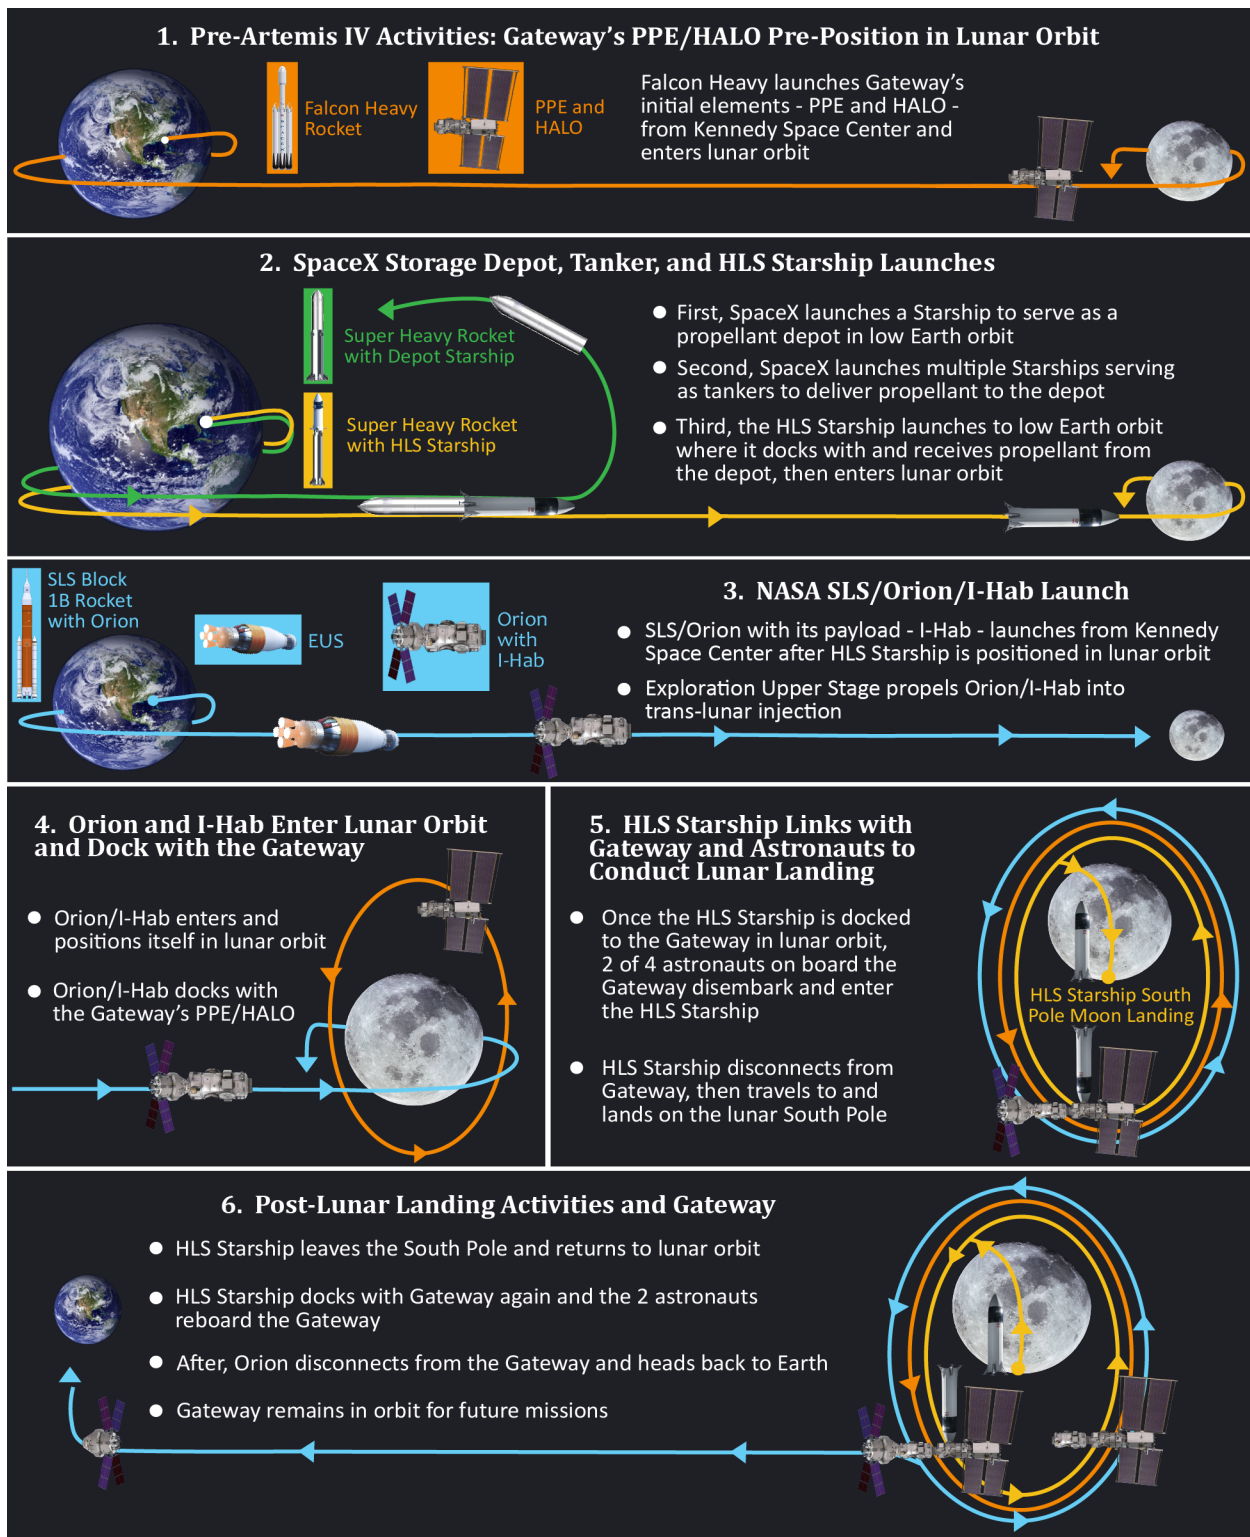 1. Pre-Artemis IV Activities: Gateway's PPE/HALO Pre-Position in Lunar Orbit
Falcon Heavy
Rocket
PPE and
HALO
Falcon Heavy launches Gateway's
initial elements - PPE and HALO -
from Kennedy Space Center and
enters lunar orbit
2. SpaceX Storage Depot, Tanker, and HLS Starship Launches
Super Heavy Rocket
with Depot Starship
Super Heavy Rocket
with HLS Starship
● First, SpaceX launches a Starship to serve as a
propellant depot in low Earth orbit
● Second, SpaceX launches multiple Starships serving
as tankers to deliver propellant to the depot
● Third, the HLS Starship launches to low Earth orbit
where it docks with and receives propellant from
the depot, then enters lunar orbit
SLS Block
1B Rocket
with Orion
EUS
Orion
with
I-Hab
3. NASA SLS/Orion/I-Hab Launch
● SLS/Orion with its payload - I-Hab - launches from Kennedy
Space Center after HLS Starship is positioned in lunar orbit
● Exploration Upper Stage propels Orion/I-Hab into
trans-lunar injection
4. Orion and I-Hab Enter Lunar Orbit
and Dock with the Gateway
● Orion/I-Hab enters and
positions itself in lunar orbit
● Orion/I-Hab docks with
the Gateway's PPE/HALO
5. HLS Starship Links with
Gateway and Astronauts to
Conduct Lunar Landing
● Once the HLS Starship is docked
to the Gateway in lunar orbit,
2 of 4 astronauts on board the
Gateway disembark and enter
the HLS Starship
● HLS Starship disconnects from
Gateway, then travels to and
lands on the lunar South Pole
HLS Starship South
Pole Moon Landing
6. Post-Lunar Landing Activities and Gateway
● HLS Starship leaves the South Pole and returns to lunar orbit
● HLS Starship docks with Gateway again and the 2 astronauts
reboard the Gateway
● After, Orion disconnects from the Gateway and heads back to Earth
● Gateway remains in orbit for future missions